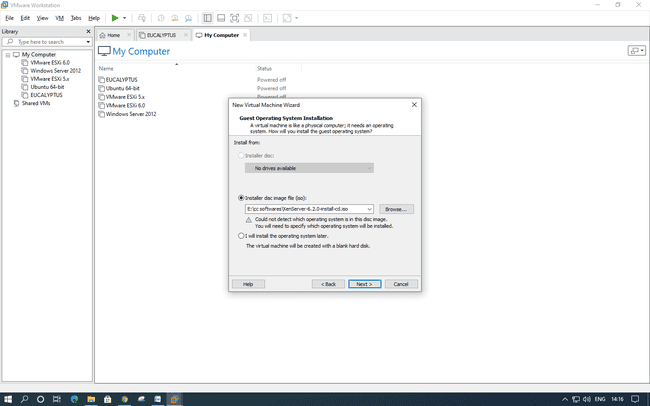 VMware Workstation
File Edit View VM Tabs Help
Library
Type here to search
My Computer
VMware ESXi 6.0
Windows Server 2012
VMware ESXi 5.x
Ubuntu 64-bit
EUCALYPTUS
Shared VMs
Home EUCALYPTUS My Computer
My Computer
Name Status
EUCALYPTUS Powered off
Ubuntu 64-bit Powered off
VMware ESXi 5.x Powered off
VMware ESXi 6.0
Windows Server 2012
New Virtual Machine Wizard
Guest Operating System Installation
A virtual machine is like a physical computer; it needs an operating
system. How will you install the guest operating system?
Install from:
Installer disc:
No drives available
Installer disc image file (iso):
E:\cc softwares\XenServer-6.2.0-install-cd.iso Browse...
Could not detect which operating system is in this disc image.
You will need to specify which operating system will be installed.
I will install the operating system later.
The virtual machine will be created with a blank hard disk.
Help < Back Next > Cancel
ENG 14:16